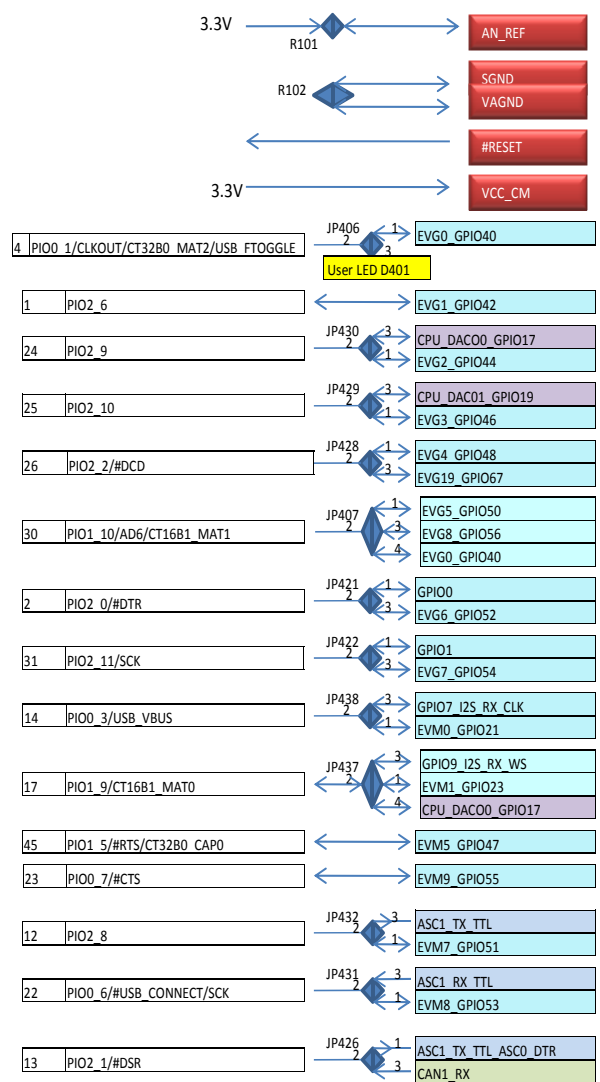 3.3V
R101
AN_REF
R102
SGND
VAGND
#RESET
3.3V
VCC_CM
4 PIO0_1/CLKOUT/CT32B0_MAT2/USB_FTOGGLE JP406 2 1 EVG0_GPIO40
3
User LED D401
1 PIO2_6 EVG1_GPIO42
24 PIO2_9 JP430 2 3 CPU_DACO0_GPIO17
1 EVG2_GPIO44
25 PIO2_10 JP429 2 3 CPU_DAC01_GPIO19
1 EVG3_GPIO46
26 PIO2_2/#DCD JP428 2 1 EVG4_GPIO48
3 EVG19_GPIO67
30 PIO1_10/AD6/CT16B1_MAT1 JP407 2 1 EVG5_GPIO50
3 EVG8_GPIO56
4 EVG0_GPIO40
2 PIO2_0/#DTR JP421 2 1 GPIO0
3 EVG6_GPIO52
31 PIO2_11/SCK JP422 2 1 GPIO1
3 EVG7_GPIO54
14 PIO0_3/USB_VBUS JP438 2 3 GPIO7_I2S_RX_CLK
1 EVM0_GPIO21
17 PIO1_9/CT16B1_MAT0 JP437 2 3 GPIO9_I2S_RX_WS
1 EVM1_GPIO23
4 CPU_DACO0_GPIO17
45 PIO1_5/#RTS/CT32B0_CAP0 EVM5_GPIO47
23 PIO0_7/#CTS EVM9_GPIO55
12 PIO2_8 JP432 2 3 ASC1_TX_TTL
1 EVM7_GPIO51
22 PIO0_6/#USB_CONNECT/SCK JP431 2 3 ASC1_RX_TTL
1 EVM8_GPIO53
13 PIO2_1/#DSR JP426 2 1 ASC1_TX_TTL_ASC0_DTR
3 CAN1_RX